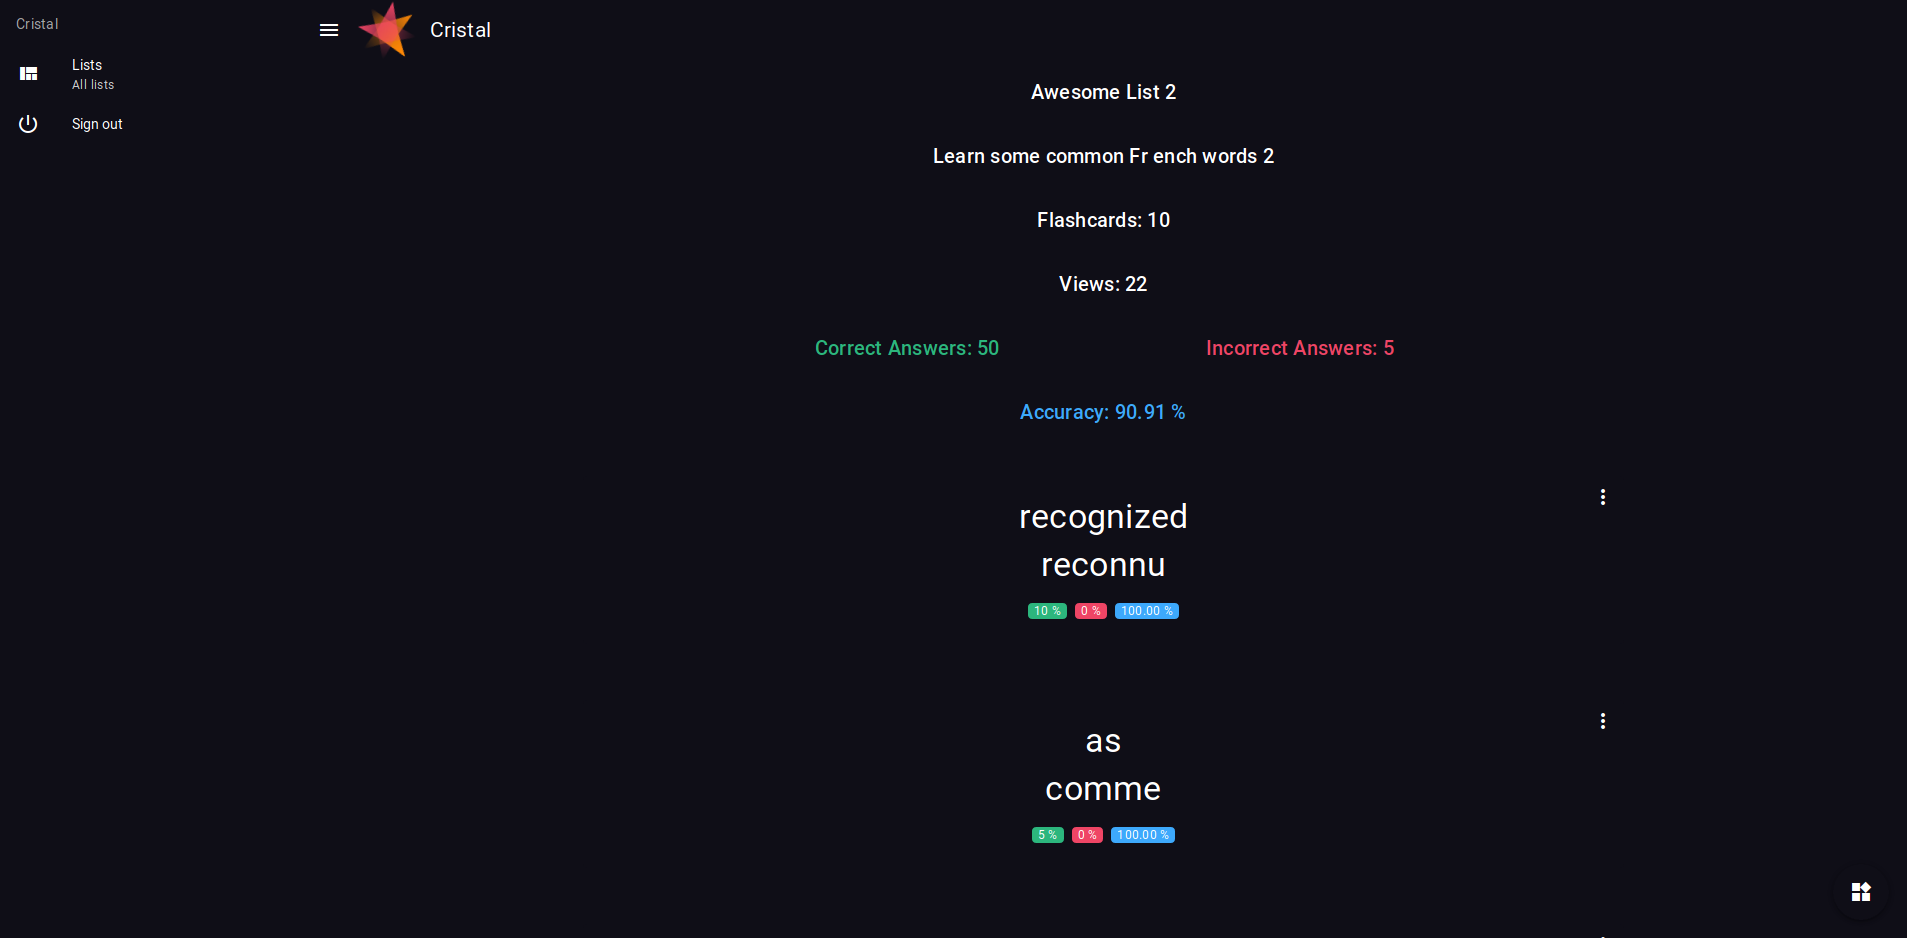 Cristal
Lists
All lists
Sign out
Cristal
Awesome List 2
Learn some common Fr ench words 2
Flashcards: 10
Views: 22
Correct Answers: 50 Incorrect Answers: 5
Accuracy: 90.91 %
recognized
reconnu
10 % 0 % 100.00 %
as
comme
5 % 0 % 100.00 %